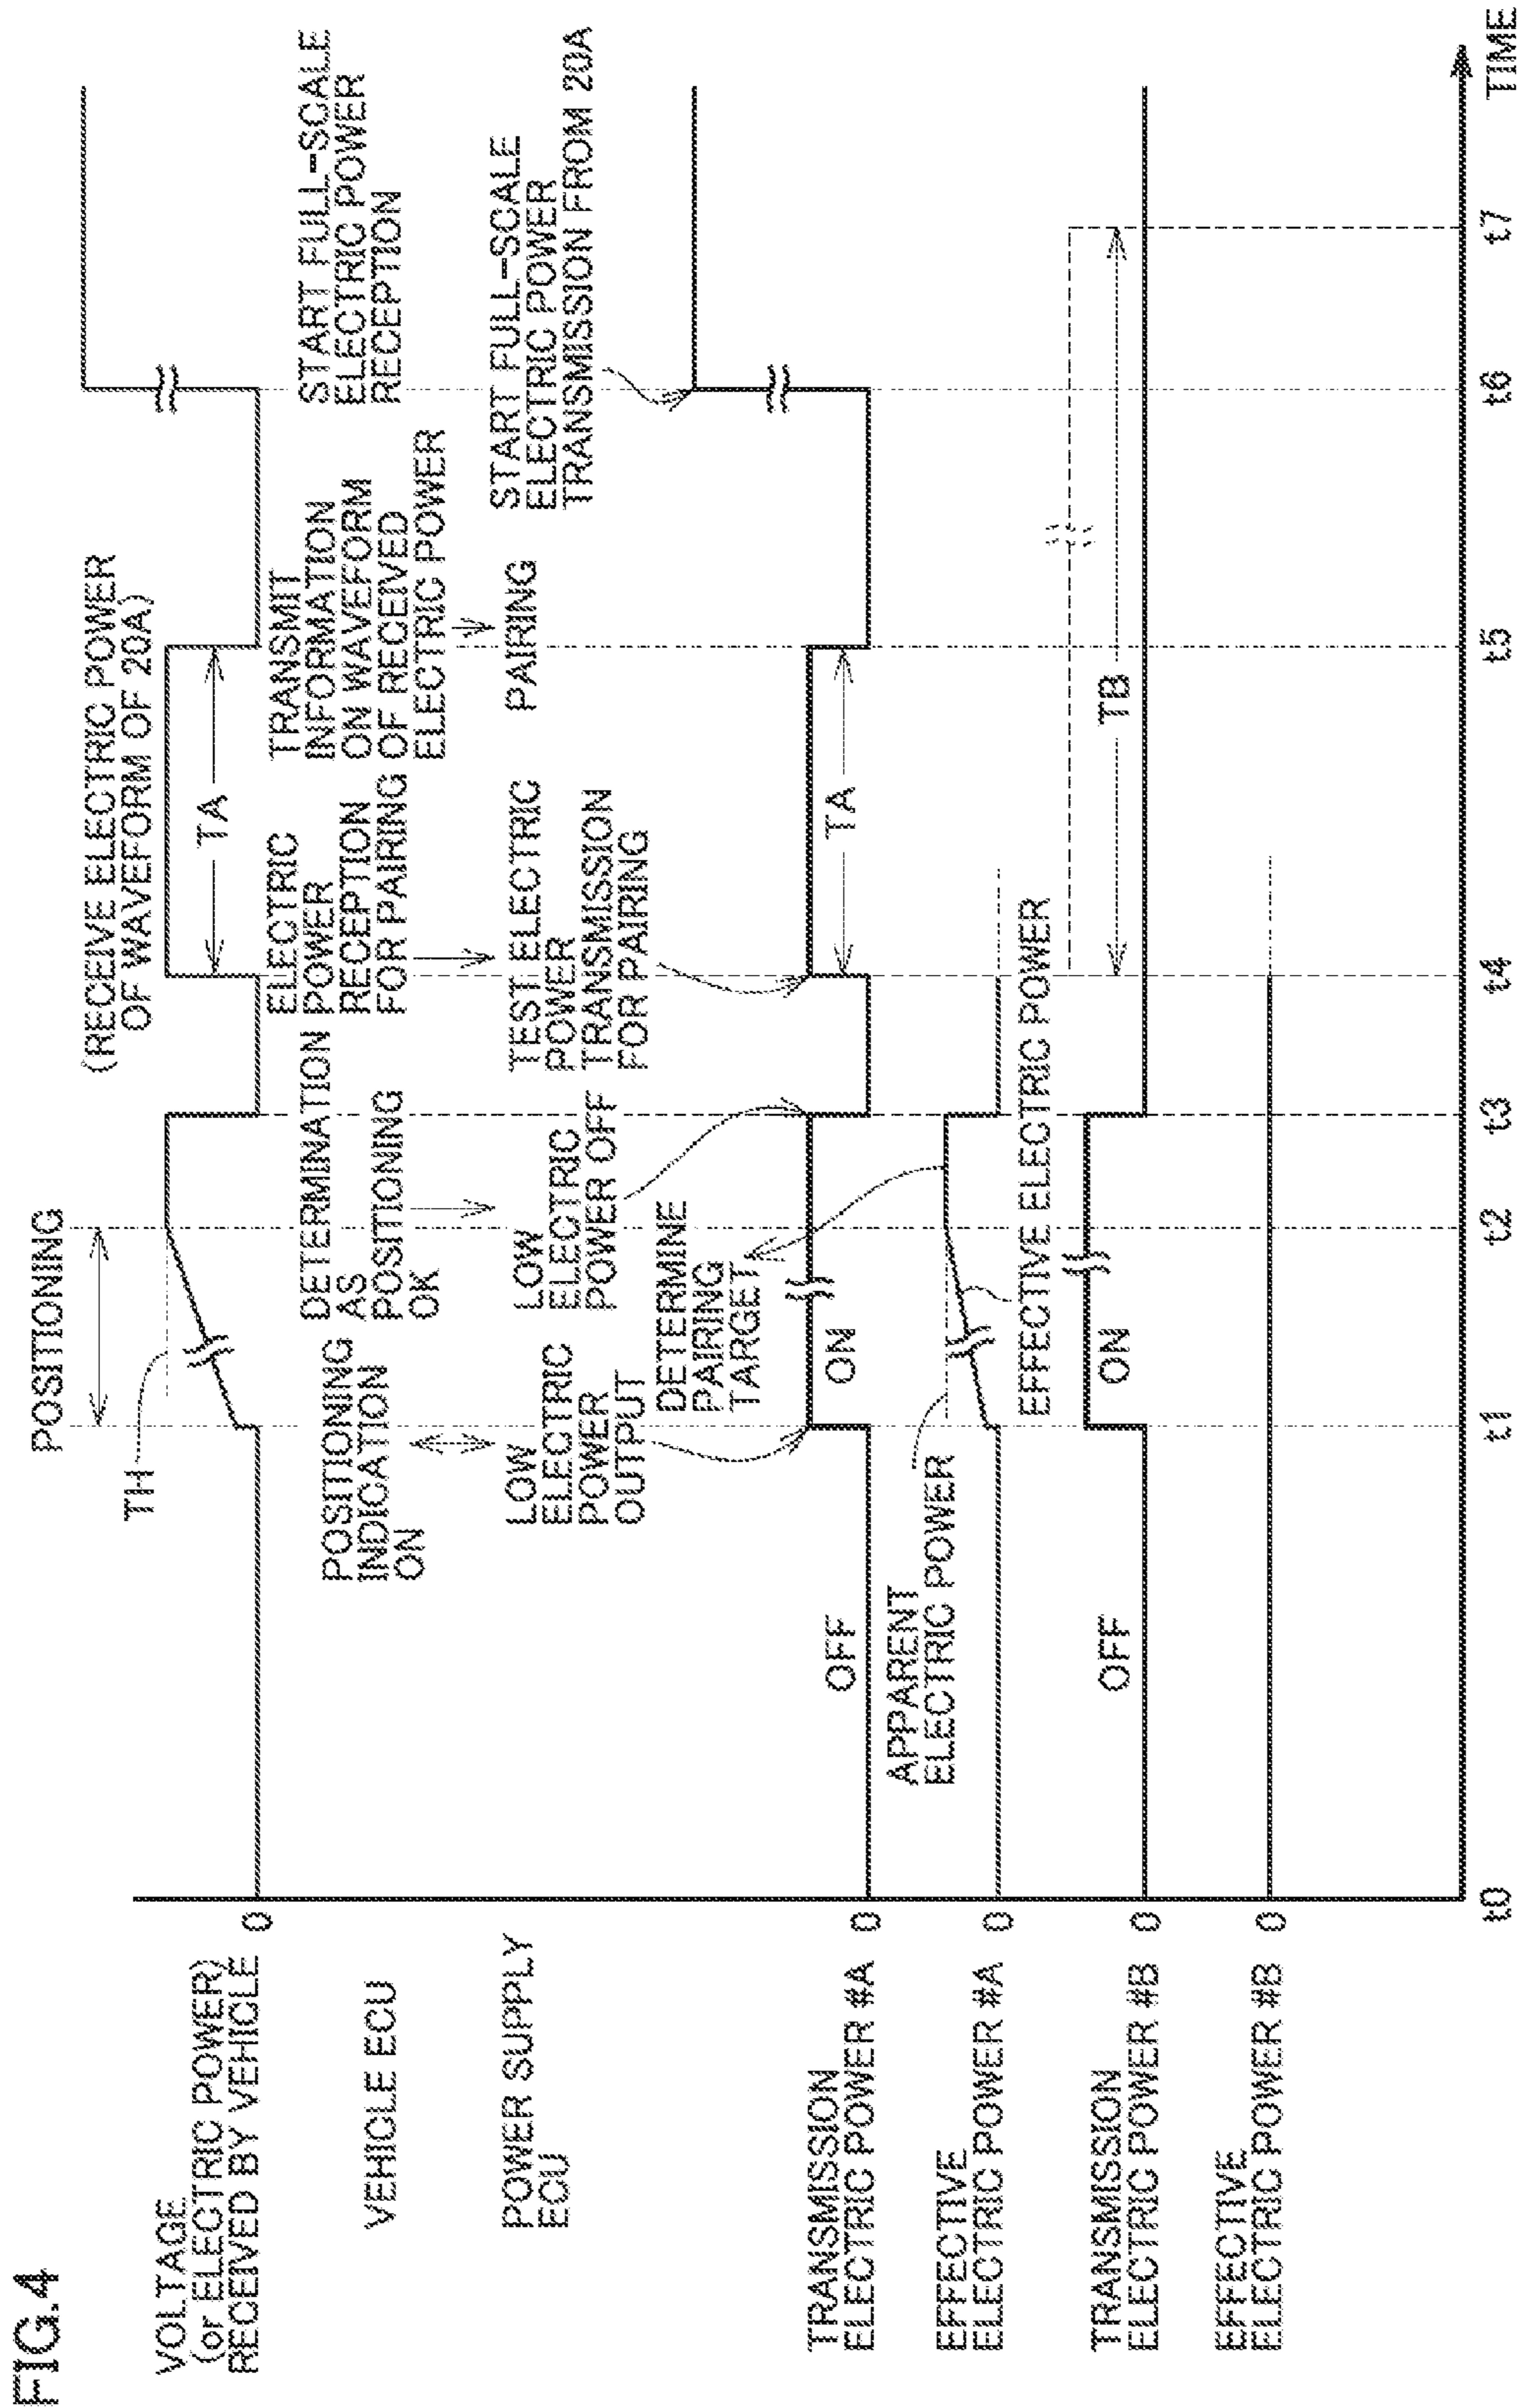 FIG.4
POSITIONING
TH
(RECEIVE ELECTRIC POWER
OF WAVEFORM OF 20A)
TA
VOLTAGE
(or ELECTRIC POWER)
RECEIVED BY VEHICLE
0
VEHICLE ECU
POSITIONING
INDICATION
ON
DETERMINATION
AS
POSITIONING
OK
ELECTRIC
POWER
RECEPTION
FOR PAIRING
TRANSMIT
INFORMATION
ON WAVEFORM
OF RECEIVED
ELECTRIC POWER
START FULL-SCALE
ELECTRIC POWER
RECEPTION
POWER SUPPLY
ECU
LOW
ELECTRIC
POWER
OUTPUT
LOW
ELECTRIC
POWER OFF
TEST ELECTRIC
POWER
TRANSMISSION
FOR PAIRING
PAIRING
START FULL-SCALE
ELECTRIC POWER
TRANSMISSION FROM 20A
DETERMINE
PAIRING
TARGET
TRANSMISSION
ELECTRIC POWER #A
0
OFF
ON
TA
APPARENT
ELECTRIC POWER
EFFECTIVE
ELECTRIC POWER #A
0
EFFECTIVE ELECTRIC POWER
TRANSMISSION
ELECTRIC POWER #B
0
OFF
ON
TB
EFFECTIVE
ELECTRIC POWER #B
0
t0
t1
t2
t3
t4
t5
t6
t7
TIME